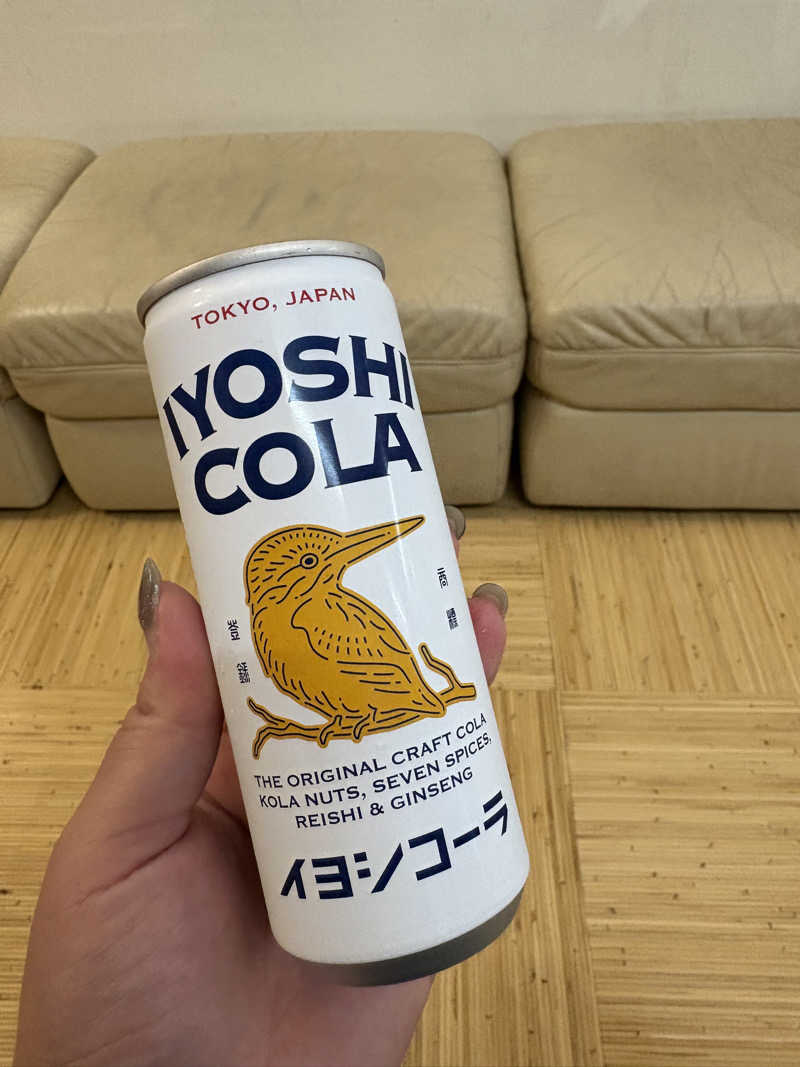 TOKYO, JAPAN
IYOSHI
COLA
THE ORIGINAL CRAFT COLA
KOLA NUTS, SEVEN SPICES,
REISHI & GINSENG
イヨシコーラ